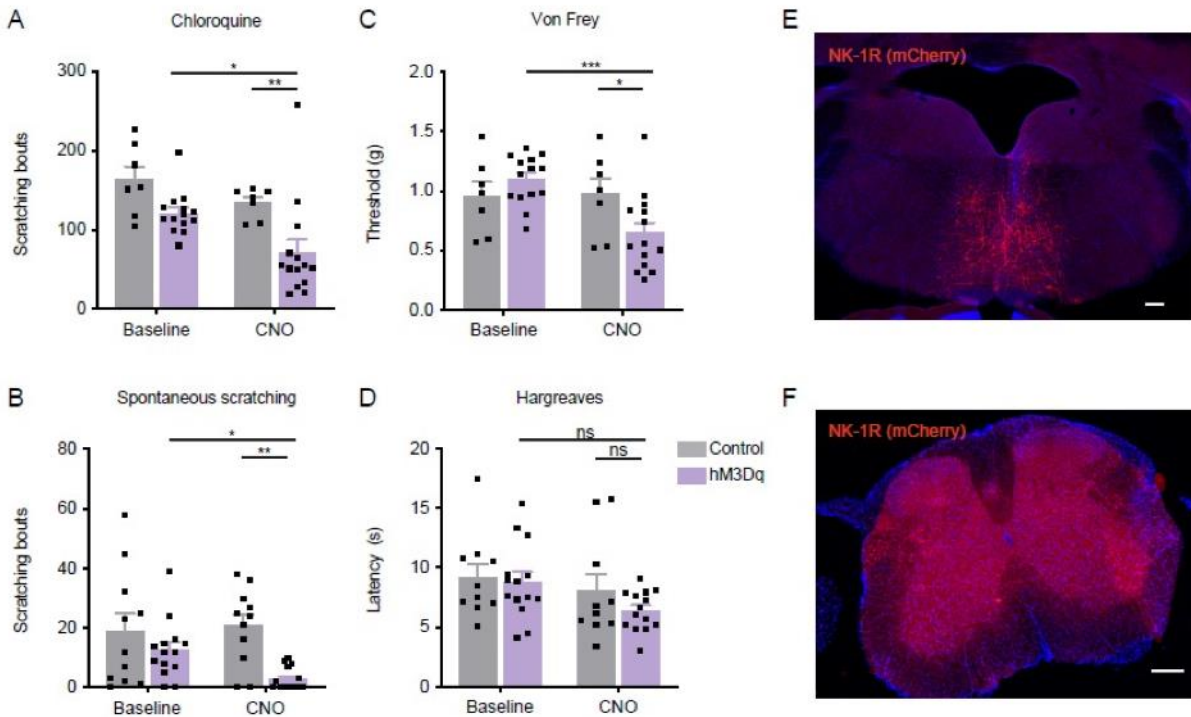 A
Chloroquine
*
**
300
200
100
0
Scratching bouts
Baseline
CNO
B
Spontaneous scratching
*
**
80
60
40
20
0
Scratching bouts
Baseline
CNO
C
Von Frey
***
*
2.0
1.5
1.0
0.5
0.0
Threshold (g)
Baseline
CNO
D
Hargreaves
ns
ns
20
15
10
5
0
Latency (s)
Baseline
CNO
Control
hM3Dq
E
NK-1R (mCherry)
F
NK-1R (mCherry)